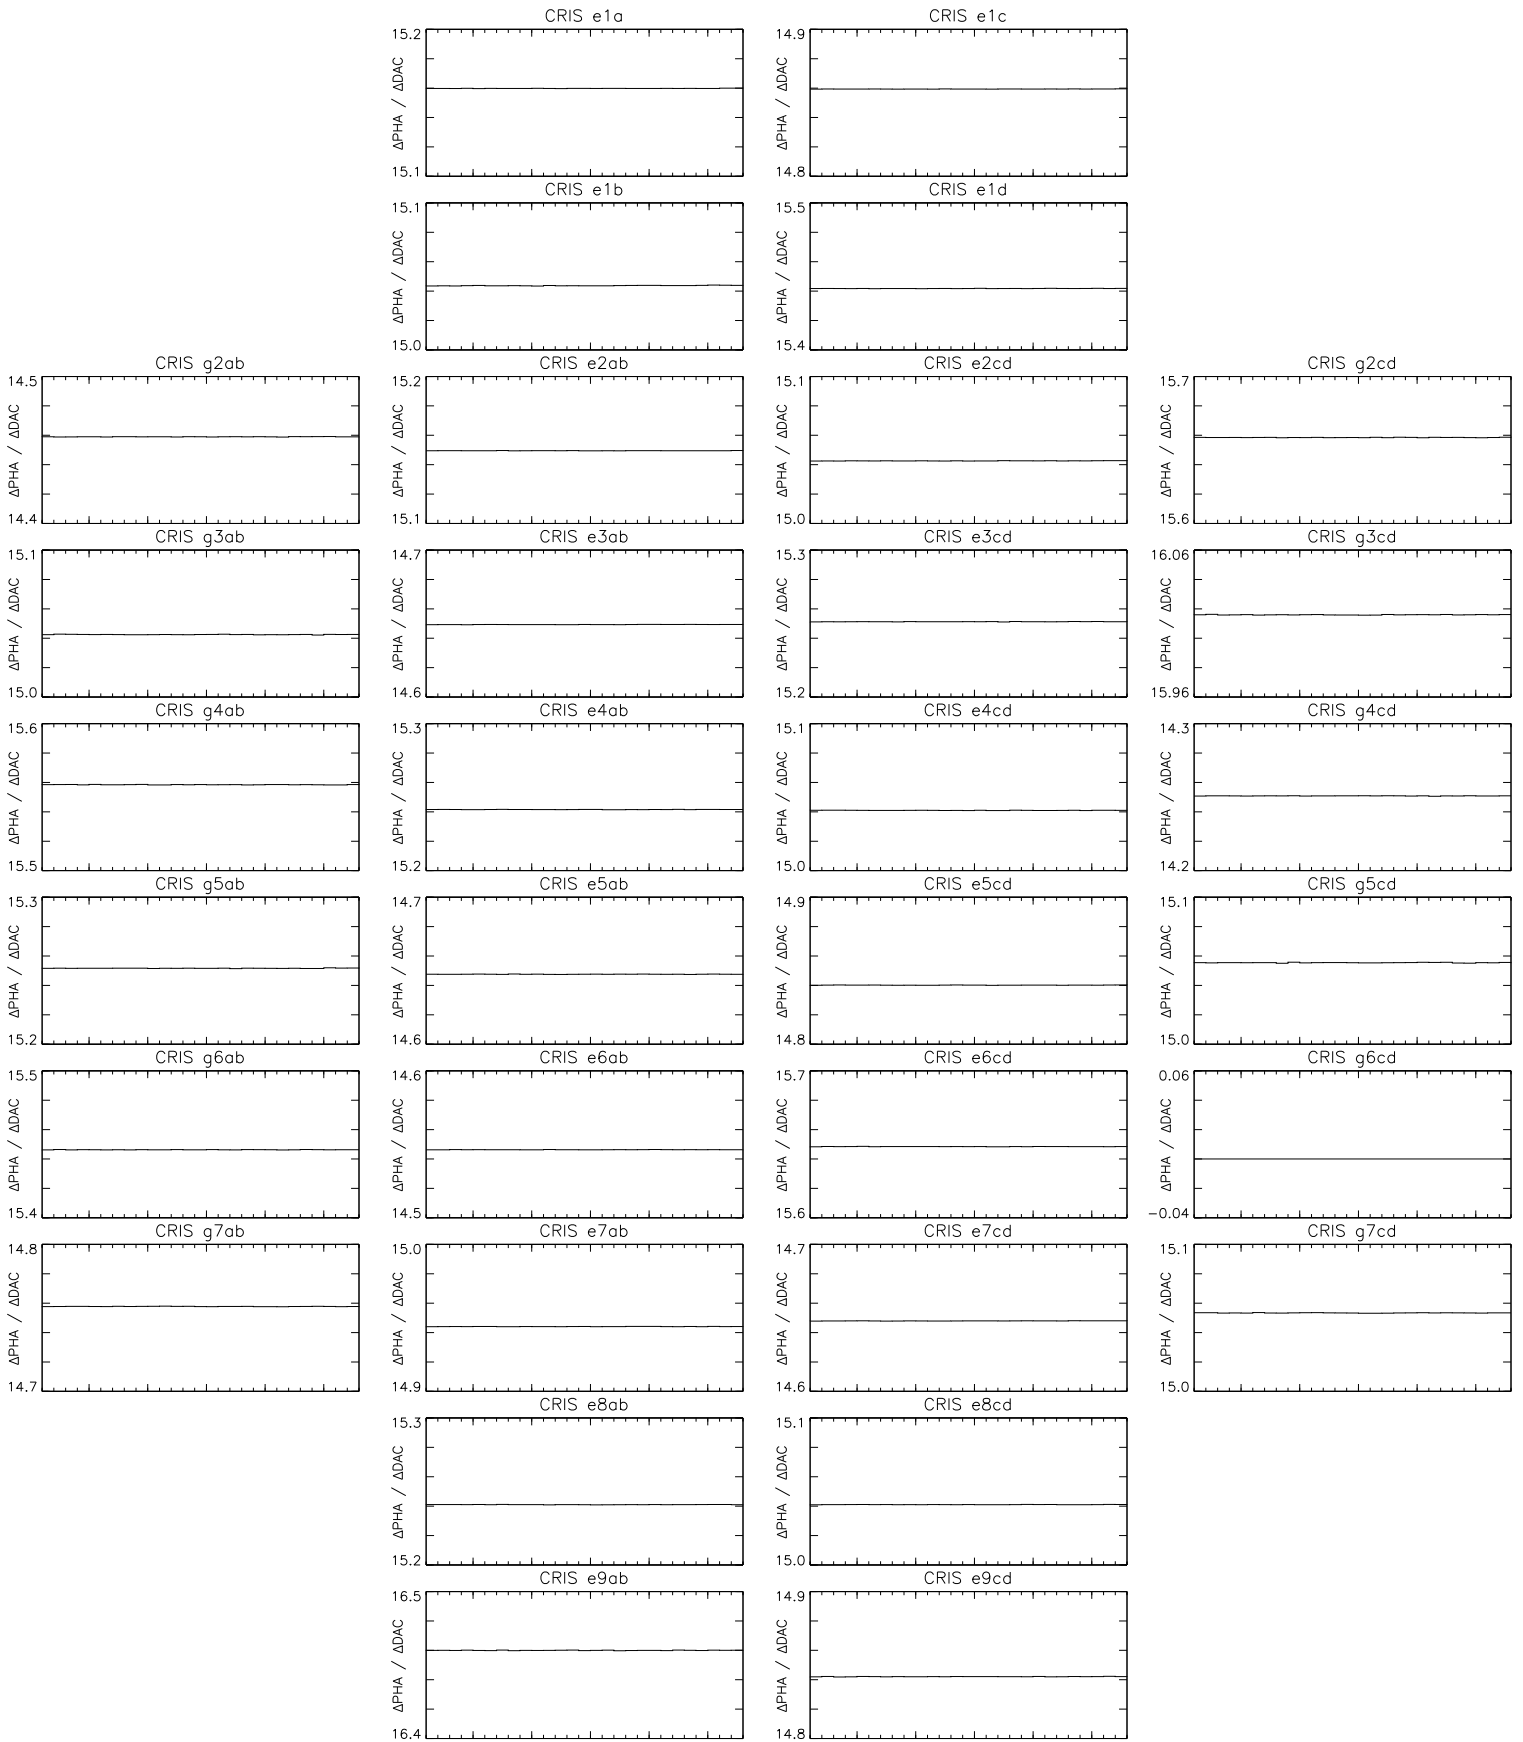 CRIS e1a
15.2
ΔPHA / ΔDAC
15.1
CRIS e1c
14.9
ΔPHA / ΔDAC
14.8
CRIS e1b
15.1
ΔPHA / ΔDAC
15.0
CRIS e1d
15.5
ΔPHA / ΔDAC
15.4
CRIS g2ab
14.5
ΔPHA / ΔDAC
14.4
CRIS e2ab
15.2
ΔPHA / ΔDAC
15.1
CRIS e2cd
15.1
ΔPHA / ΔDAC
15.0
CRIS g2cd
15.7
ΔPHA / ΔDAC
15.6
CRIS g3ab
15.1
ΔPHA / ΔDAC
15.0
CRIS e3ab
14.7
ΔPHA / ΔDAC
14.6
CRIS e3cd
15.3
ΔPHA / ΔDAC
15.2
CRIS g3cd
16.06
ΔPHA / ΔDAC
15.96
CRIS g4ab
15.6
ΔPHA / ΔDAC
15.5
CRIS e4ab
15.3
ΔPHA / ΔDAC
15.2
CRIS e4cd
15.1
ΔPHA / ΔDAC
15.0
CRIS g4cd
14.3
ΔPHA / ΔDAC
14.2
CRIS g5ab
15.3
ΔPHA / ΔDAC
15.2
CRIS e5ab
14.7
ΔPHA / ΔDAC
14.6
CRIS e5cd
14.9
ΔPHA / ΔDAC
14.8
CRIS g5cd
15.1
ΔPHA / ΔDAC
15.0
CRIS g6ab
15.5
ΔPHA / ΔDAC
15.4
CRIS e6ab
14.6
ΔPHA / ΔDAC
14.5
CRIS e6cd
15.7
ΔPHA / ΔDAC
15.6
CRIS g6cd
0.06
ΔPHA / ΔDAC
−0.04
CRIS g7ab
14.8
ΔPHA / ΔDAC
14.7
CRIS e7ab
15.0
ΔPHA / ΔDAC
14.9
CRIS e7cd
14.7
ΔPHA / ΔDAC
14.6
CRIS g7cd
15.1
ΔPHA / ΔDAC
15.0
CRIS e8ab
15.3
ΔPHA / ΔDAC
15.2
CRIS e8cd
15.1
ΔPHA / ΔDAC
15.0
CRIS e9ab
16.5
ΔPHA / ΔDAC
16.4
CRIS e9cd
14.9
ΔPHA / ΔDAC
14.8